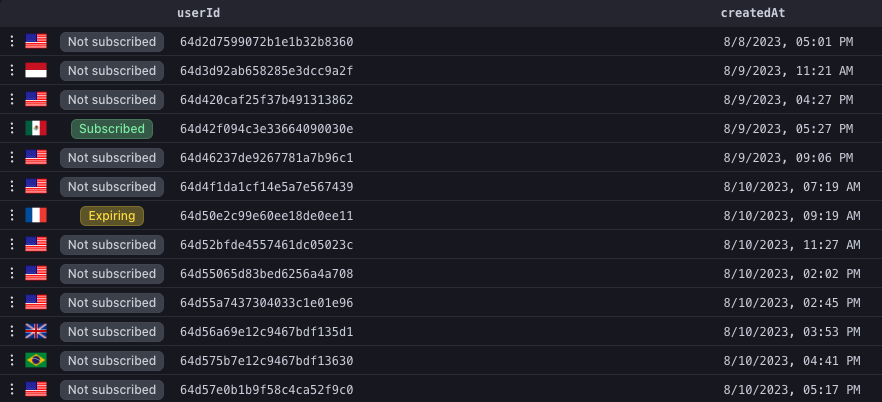 userId createdAt
Not subscribed 64d2d7599072b1e1b32b8360 8/8/2023, 05:01 PM
Not subscribed 64d3d92ab658285e3dcc9a2f 8/9/2023, 11:21 AM
Not subscribed 64d420caf25f37b491313862 8/9/2023, 04:27 PM
Subscribed 64d42f094c3e33664090030e 8/9/2023, 05:27 PM
Not subscribed 64d46237de9267781a7b96c1 8/9/2023, 09:06 PM
Not subscribed 64d4f1da1cf14e5a7e567439 8/10/2023, 07:19 AM
Expiring 64d50e2c99e60ee18de0ee11 8/10/2023, 09:19 AM
Not subscribed 64d52bfde4557461dc05023c 8/10/2023, 11:27 AM
Not subscribed 64d55065d83bed6256a4a708 8/10/2023, 02:02 PM
Not subscribed 64d55a7437304033c1e01e96 8/10/2023, 02:45 PM
Not subscribed 64d56a69e12c9467bdf135d1 8/10/2023, 03:53 PM
Not subscribed 64d575b7e12c9467bdf13630 8/10/2023, 04:41 PM
Not subscribed 64d57e0b1b9f58c4ca52f9c0 8/10/2023, 05:17 PM